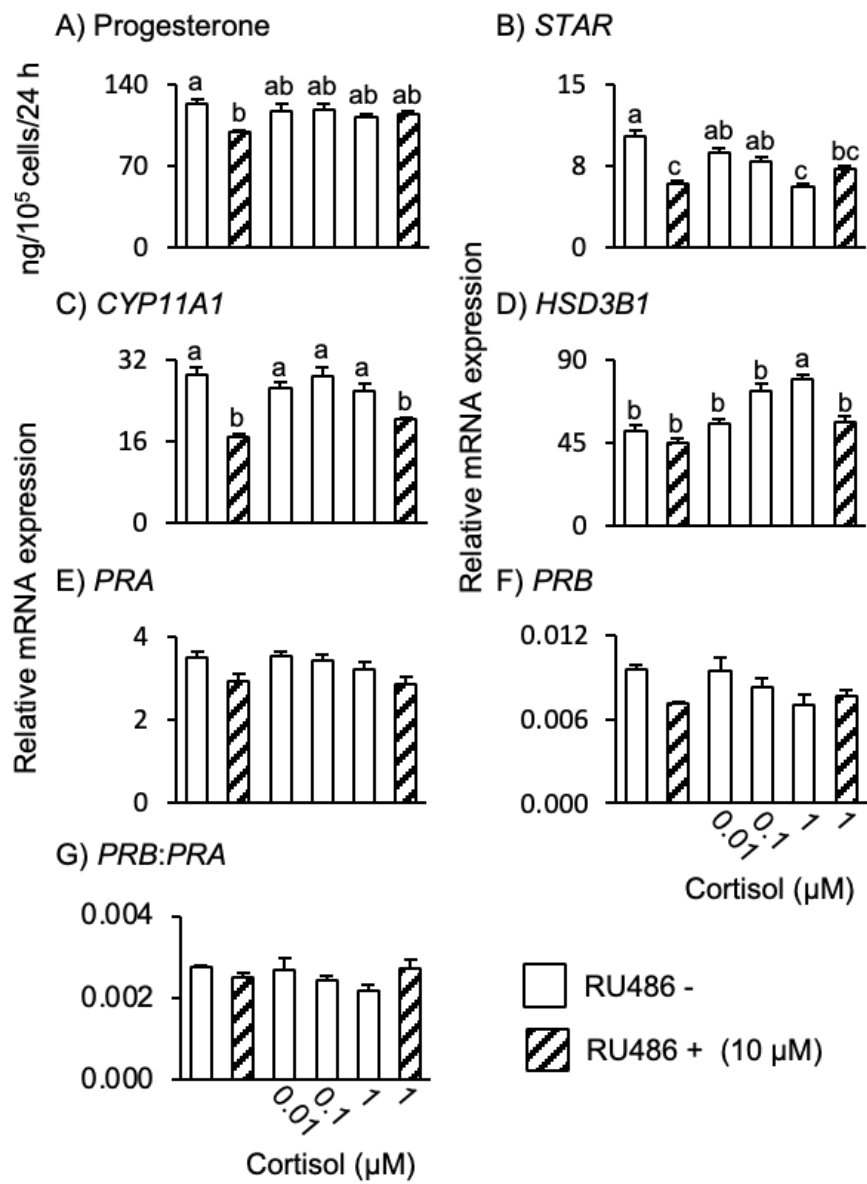 A) Progesterone
ng/10⁵ cells/24 h
140
70
0
a
b
ab
ab
ab
ab
B) STAR
15
8
0
a
c
ab
ab
c
bc
C) CYP11A1
Relative mRNA expression
32
16
0
a
b
a
a
a
b
D) HSD3B1
Relative mRNA expression
90
45
0
b
b
b
b
a
b
E) PRA
4
2
0
F) PRB
0.012
0.006
0.000
0.01
0.1
1
1
Cortisol (µM)
G) PRB:PRA
0.004
0.002
0.000
0.01
0.1
1
1
Cortisol (µM)
RU486 -
RU486 + (10 µM)